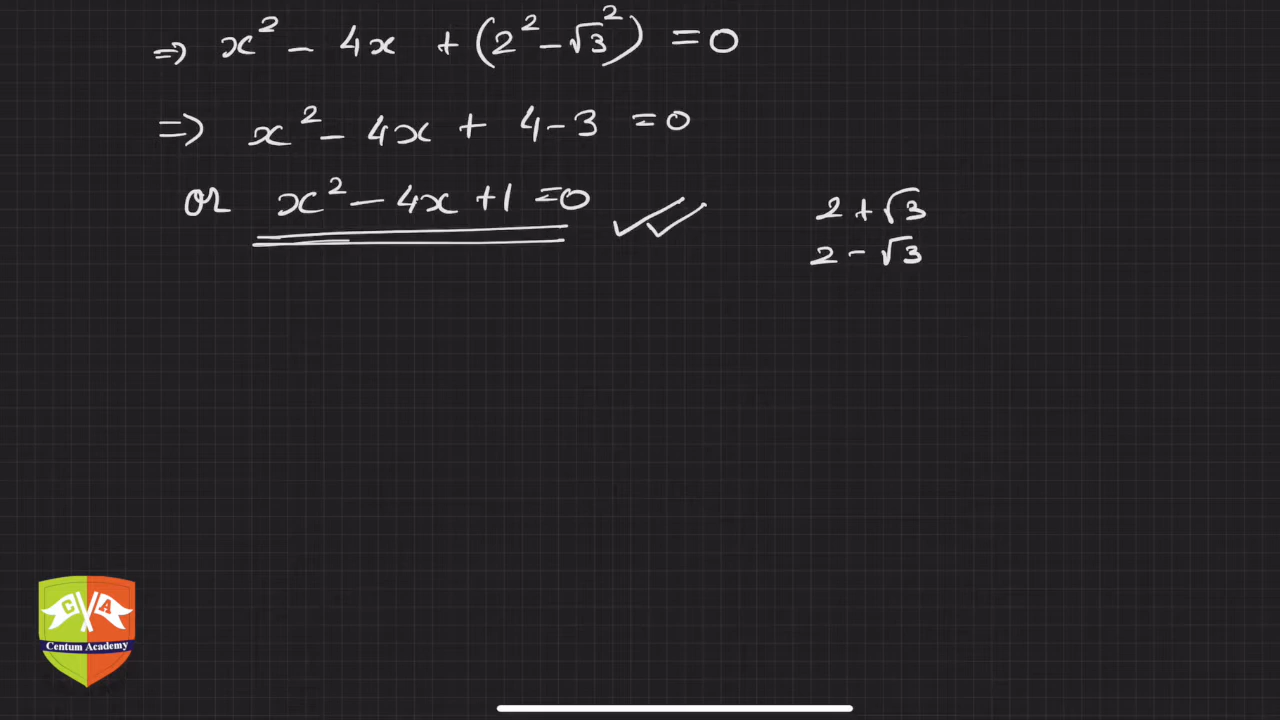 ⇒ x² - 4x + (2² - √3²) = 0
⇒ x² - 4x + 4 - 3 = 0
or x² - 4x + 1 = 0 ✓✓
2 + √3
2 - √3
C A
Centum Academy